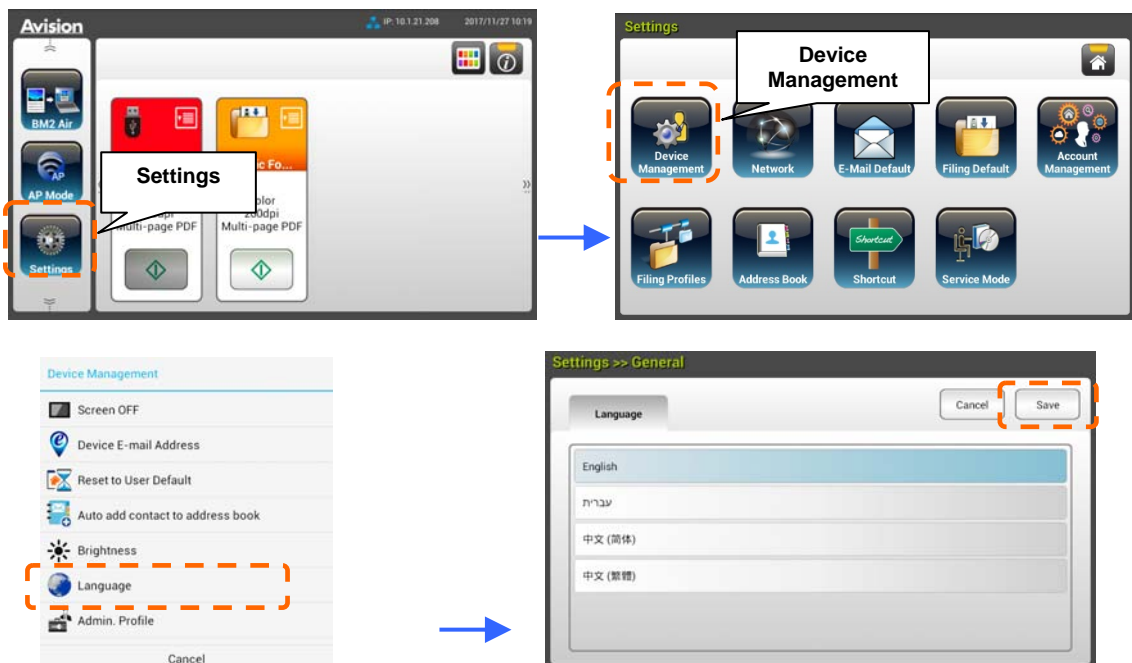 Avision
IP: 10.1.21.208
2017/11/27 10:19
BM2 Air
AP Mode
Settings
Settings
Fo...
200dpi
Multi-page PDF
Multi-page PDF
Settings
Device
Management
Device
Management
Network
E-Mail Default
Filing Default
Account
Management
Filing Profiles
Address Book
Shortcut
Shortcut
Service Mode
Device Management
Screen OFF
Device E-mail Address
Reset to User Default
Auto add contact to address book
Brightness
Language
Admin. Profile
Cancel
Settings >> General
Language
Cancel
Save
English
עברית
中文 (简体)
中文 (繁體)